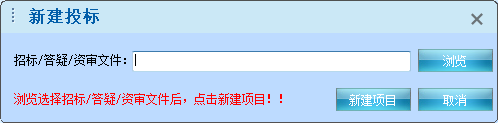 新建投标
招标/答疑/资审文件：
浏览
浏览选择招标/答疑/资审文件后，点击新建项目！！
新建项目
取消